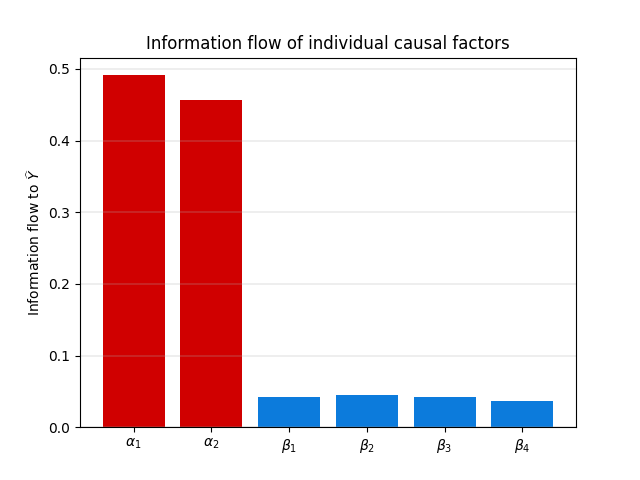 Information flow of individual causal factors
Information flow to Ŷ
0.5
0.4
0.3
0.2
0.1
0.0
α₁ α₂ β₁ β₂ β₃ β₄